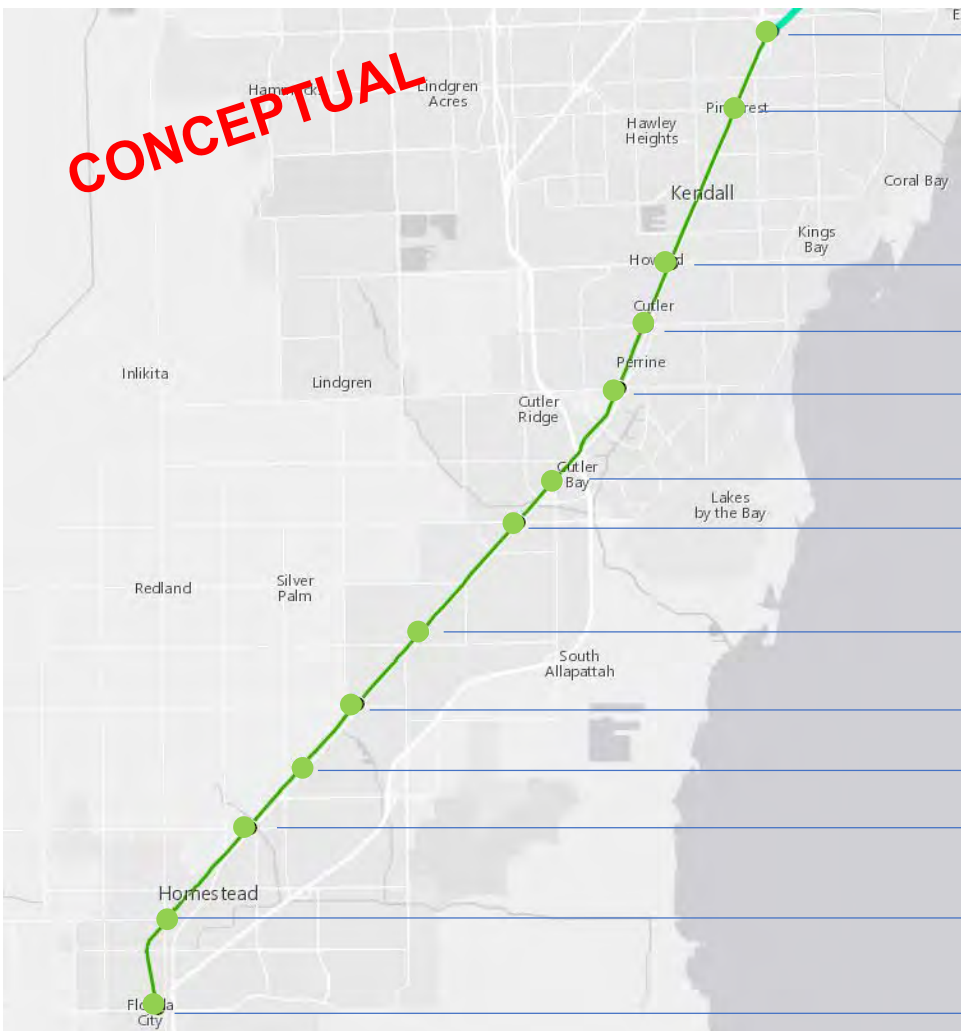 E
CONCEPTUAL
Lindgren
Acres
Hawley
Heights
Kendall
Coral Bay
Kings
Bay
Cutler
Perrine
Inlikita
Lindgren
Cutler
Ridge
Cutler
Bay
Lakes
by the Bay
Redland
Silver
Palm
South
Allapattah
Homestead
City